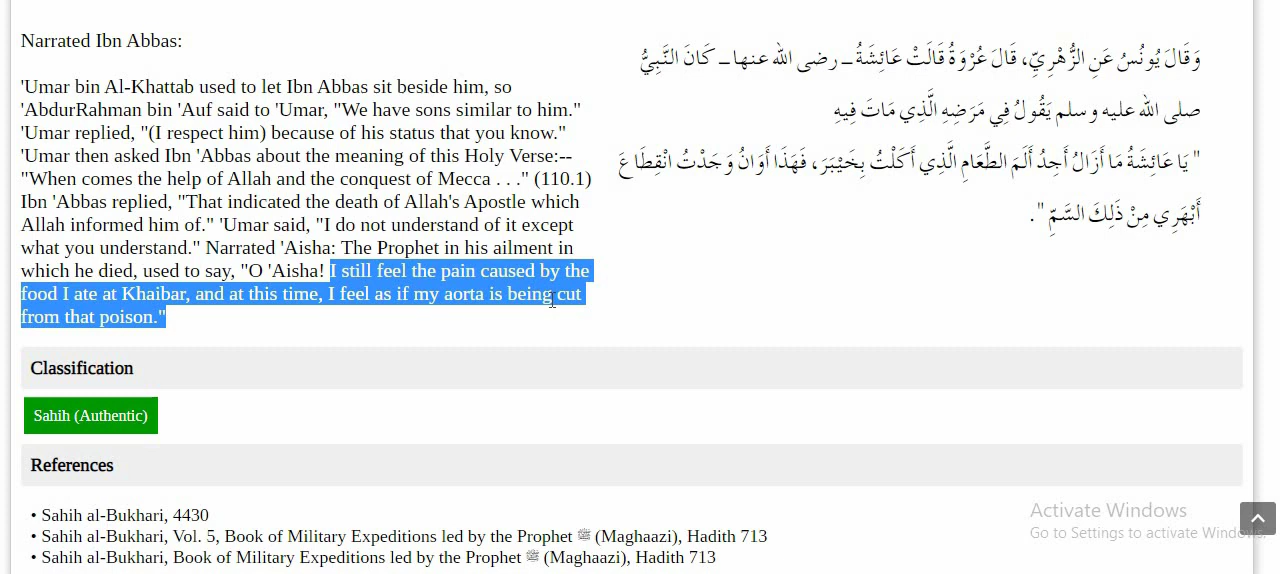 Narrated Ibn Abbas:
'Umar bin Al-Khattab used to let Ibn Abbas sit beside him, so
'AbdurRahman bin 'Auf said to 'Umar, "We have sons similar to him."
'Umar replied, "(I respect him) because of his status that you know."
'Umar then asked Ibn 'Abbas about the meaning of this Holy Verse:--
"When comes the help of Allah and the conquest of Mecca . . ." (110.1)
Ibn 'Abbas replied, "That indicated the death of Allah's Apostle which
Allah informed him of." 'Umar said, "I do not understand of it except
what you understand." Narrated 'Aisha: The Prophet in his ailment in
which he died, used to say, "O 'Aisha! I still feel the pain caused by the
food I ate at Khaibar, and at this time, I feel as if my aorta is being cut
from that poison."
وَقَالَ يُونُسُ عَنِ الزُّهْرِيِّ، قَالَ عُرْوَةُ قَالَتْ عَائِشَةُ ـ رضى الله عنها ـ كَانَ النَّبِيُّ
صلى الله عليه وسلم يَقُولُ فِي مَرَضِهِ الَّذِي مَاتَ فِيهِ
" يَا عَائِشَةُ مَا أَزَالُ أَجِدُ أَلَمَ الطَّعَامِ الَّذِي أَكَلْتُ بِخَيْبَرَ، فَهَذَا أَوَانُ وَجَدْتُ انْقِطَاعَ
أَبْهَرِي مِنْ ذَلِكَ السَّمِّ ".
Classification
Sahih (Authentic)
References
• Sahih al-Bukhari, 4430
• Sahih al-Bukhari, Vol. 5, Book of Military Expeditions led by the Prophet ﷺ (Maghaazi), Hadith 713
• Sahih al-Bukhari, Book of Military Expeditions led by the Prophet ﷺ (Maghaazi), Hadith 713
Activate Windows
Go to Settings to activate Windows.